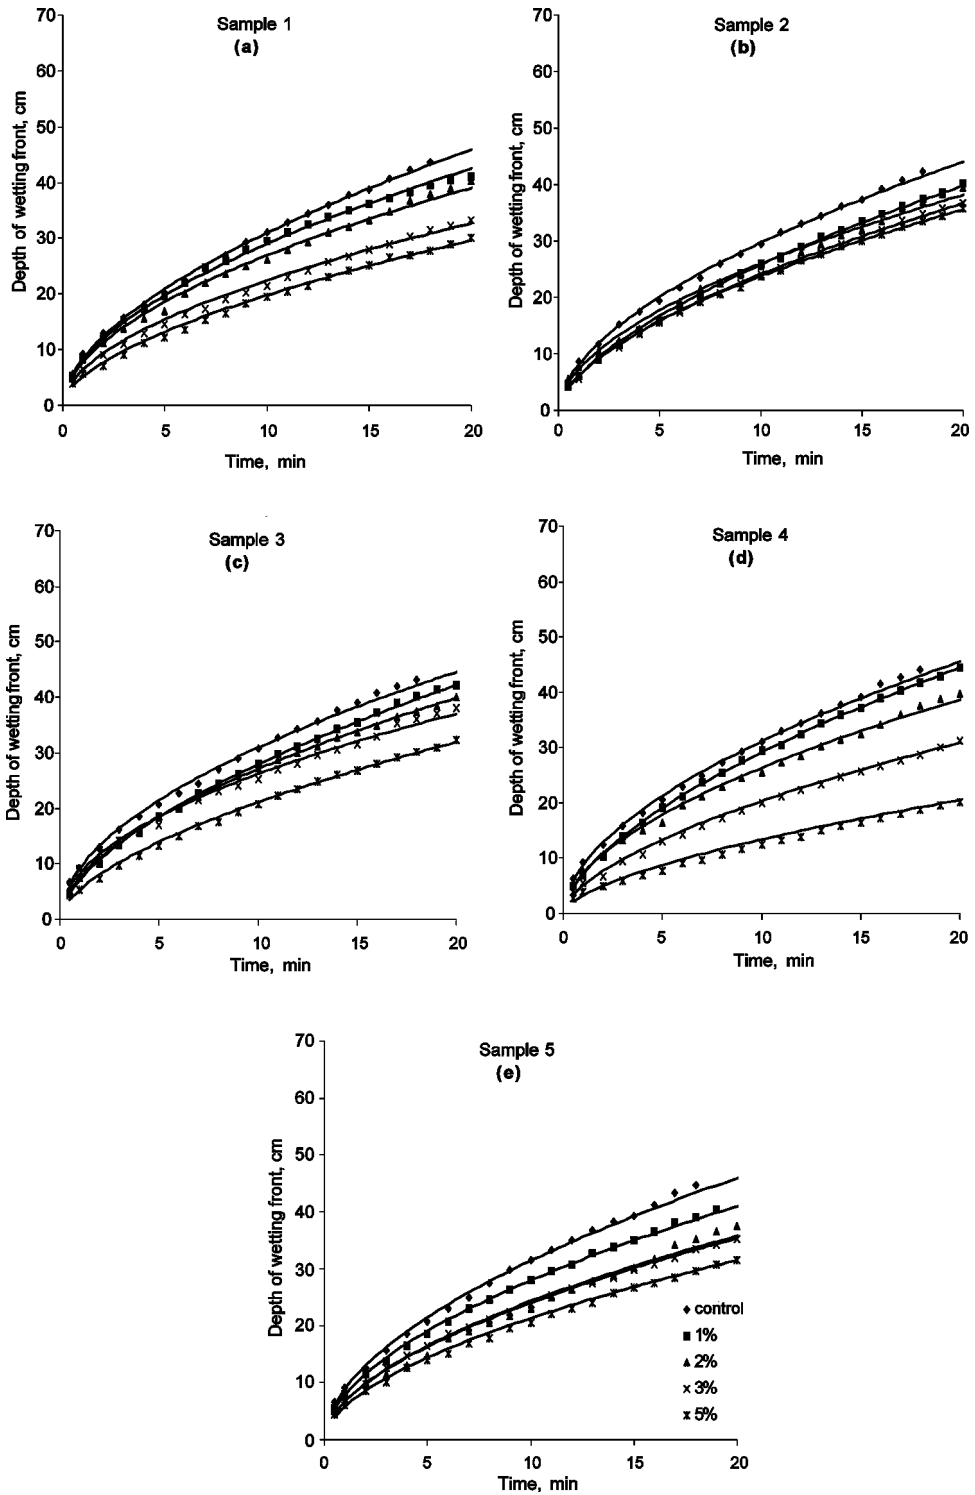 Sample 1
(a)
Depth of wetting front, cm
70
60
50
40
30
20
10
0
0 5 10 15 20
Time, min
Sample 2
(b)
Depth of wetting front, cm
70
60
50
40
30
20
10
0
0 5 10 15 20
Time, min
Sample 3
(c)
Depth of wetting front, cm
70
60
50
40
30
20
10
0
0 5 10 15 20
Time, min
Sample 4
(d)
Depth of wetting front, cm
70
60
50
40
30
20
10
0
0 5 10 15 20
Time, min
Sample 5
(e)
Depth of wetting front, cm
70
60
50
40
30
20
10
0
0 5 10 15 20
Time, min
control
1%
2%
3%
5%